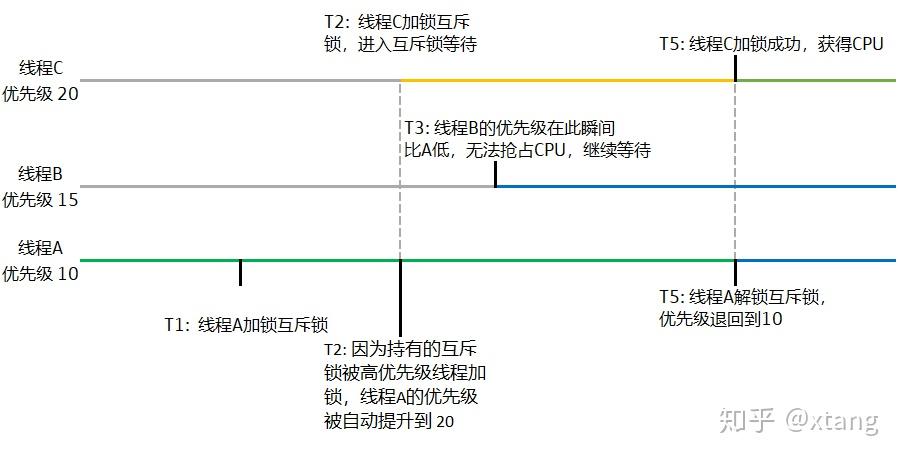 T2: 线程C加锁互斥
锁，进入互斥锁等待
T5: 线程C加锁成功，获得CPU
线程C
优先级 20
T3: 线程B的优先级在此瞬间
比A低，无法抢占CPU，继续等待
线程B
优先级 15
线程A
优先级 10
T1: 线程A加锁互斥锁
T2: 因为持有的互斥
锁被高优先级线程加
锁，线程A的优先级
被自动提升到 20
T5: 线程A解锁互斥锁，
优先级退回到10
知乎 @xtang